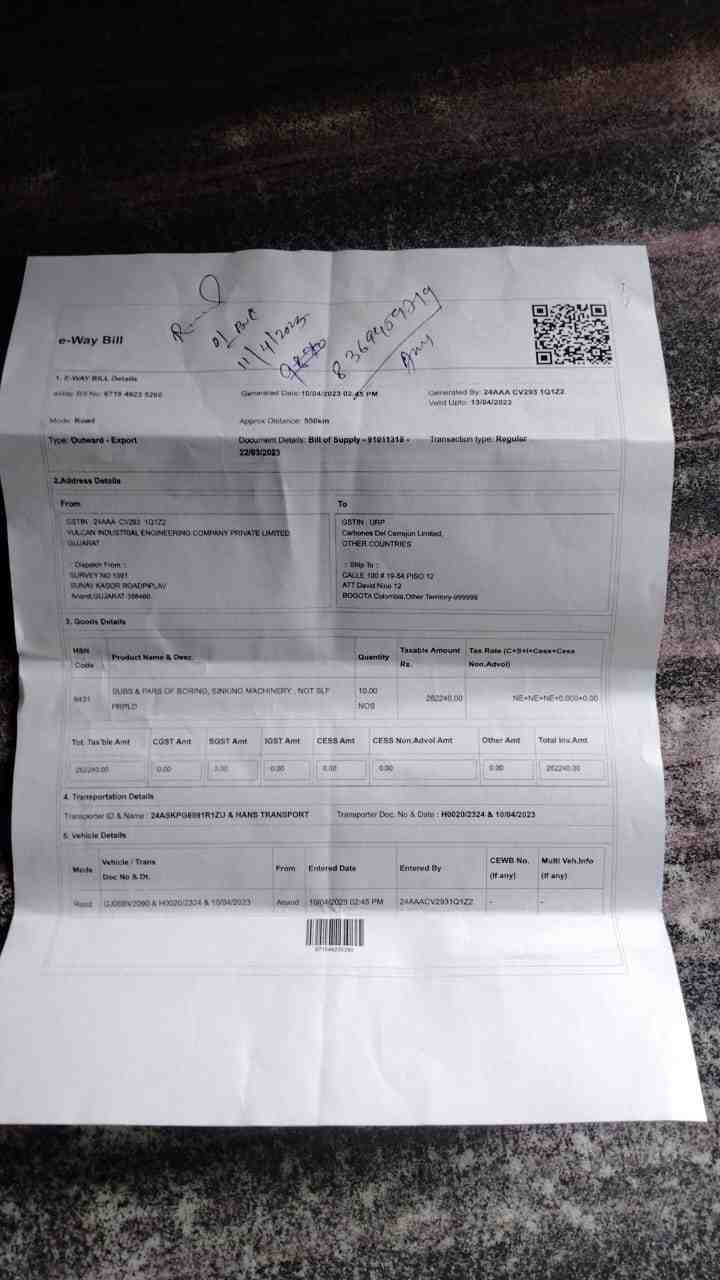 Recd
01 Box
11/4/2023
8369459219
e-Way Bill
1. E-WAY BILL Details
eWay Bill No: 6719 4623 5260 Generated Date: 10/04/2023 02:45 PM Generated By: 24AAA CV293 1Q1Z2
Valid Upto: 13/04/2023
Mode: Road Approx Distance: 550km
Type: Outward - Export Document Details: Bill of Supply - 91011318 - Transaction type: Regular
22/03/2023
2.Address Details
From To
GSTIN : 24AAA CV293 1Q1Z2 GSTIN : URP
VULCAN INDUSTRIAL ENGINEERING COMPANY PRIVATE LIMITED Carbones Del Cerrejon Limited,
GUJARAT OTHER COUNTRIES
:: Dispatch From :: :: Ship To ::
SURVEY NO 1091 CALLE 100 # 19-54 PISO 12
SUNAV KASOR ROADPIPLAV ATT David Nino 12
Anand,GUJARAT-388460 BOGOTA Colombia,Other Territory-999999
3. Goods Details
HSN Code Product Name & Desc. Quantity Taxable Amount Rs. Tax Rate (C+S+I+Cess+Cess Non.Advol)
8431 SUBS & PARS OF BORING, SINKING MACHINERY , NOT SLF PRPLD 10.00 NOS 262240.00 NE+NE+NE+0.000+0.00
Tot. Tax'ble Amt CGST Amt SGST Amt IGST Amt CESS Amt CESS Non.Advol Amt Other Amt Total Inv.Amt
262240.00 0.00 0.00 0.00 0.00 0.00 0.00 262240.00
4. Transportation Details
Transporter ID & Name : 24ASKPG6091R1ZU & HANS TRANSPORT Transporter Doc. No & Date : H0020/2324 & 10/04/2023
5. Vehicle Details
Mode Vehicle / Trans Doc No & Dt. From Entered Date Entered By CEWB No. (If any) Multi Veh.Info (If any)
Road GJ06BV2090 & H0020/2324 & 10/04/2023 Anand 10/04/2023 02:45 PM 24AAACV2931Q1Z2 - -
671946235260